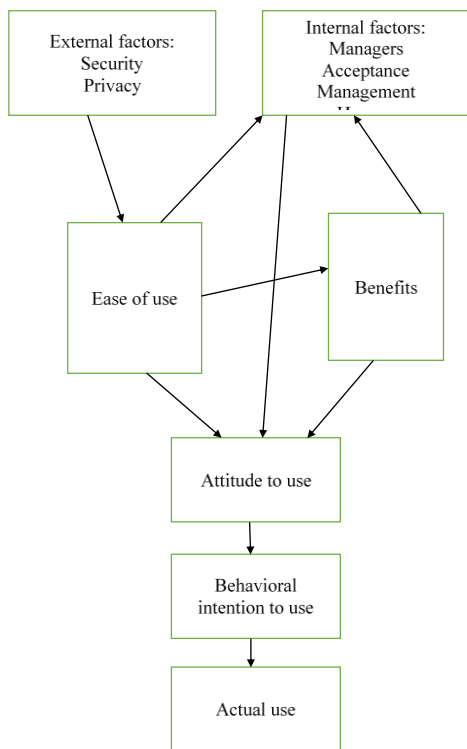 External factors:
Security
Privacy
Internal factors:
Managers
Acceptance
Management
Ease of use
Benefits
Attitude to use
Behavioral
intention to use
Actual use